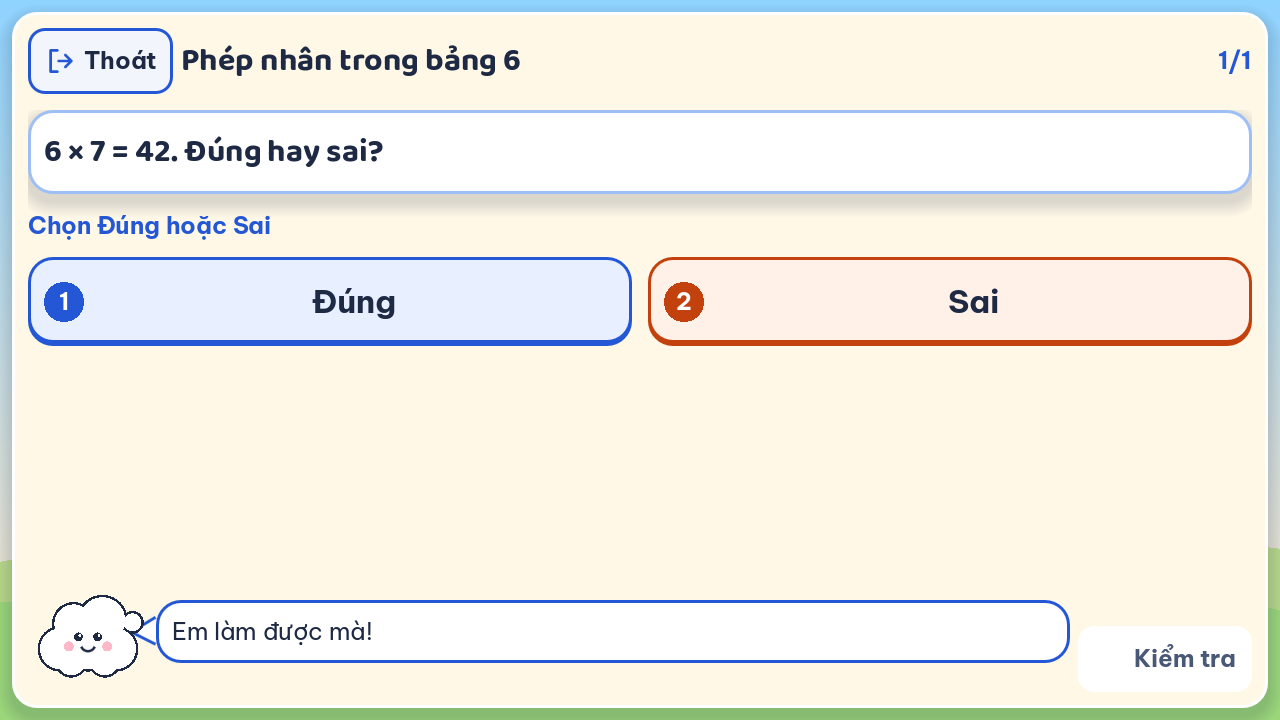 Thoát
Phép nhân trong bảng 6
1/1
6 × 7 = 42. Đúng hay sai?
Chọn Đúng hoặc Sai
1 Đúng
2 Sai
Em làm được mà!
Kiểm tra